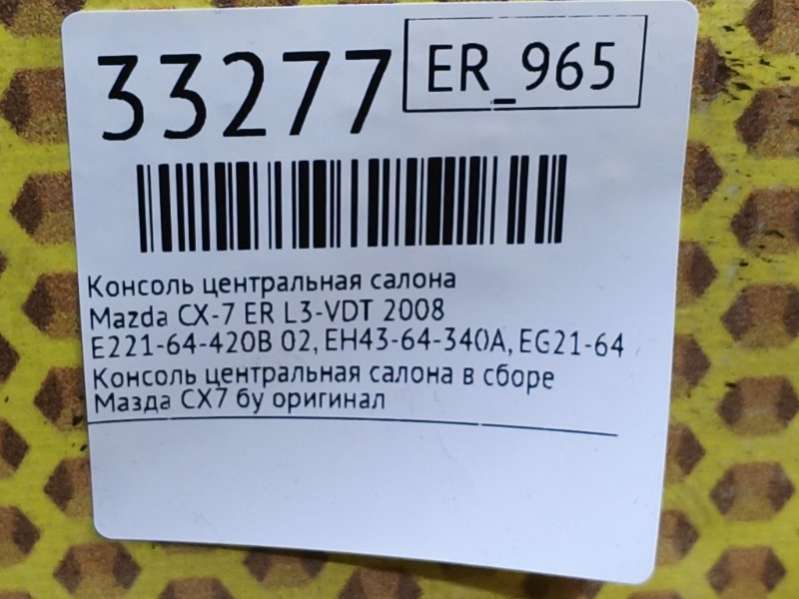 33277
ER_965
Консоль центральная салона
Mazda CX-7 ER L3-VDT 2008
E221-64-420B 02, EH43-64-340A, EG21-64
Консоль центральная салона в сборе
Мазда CX7 бу оригинал